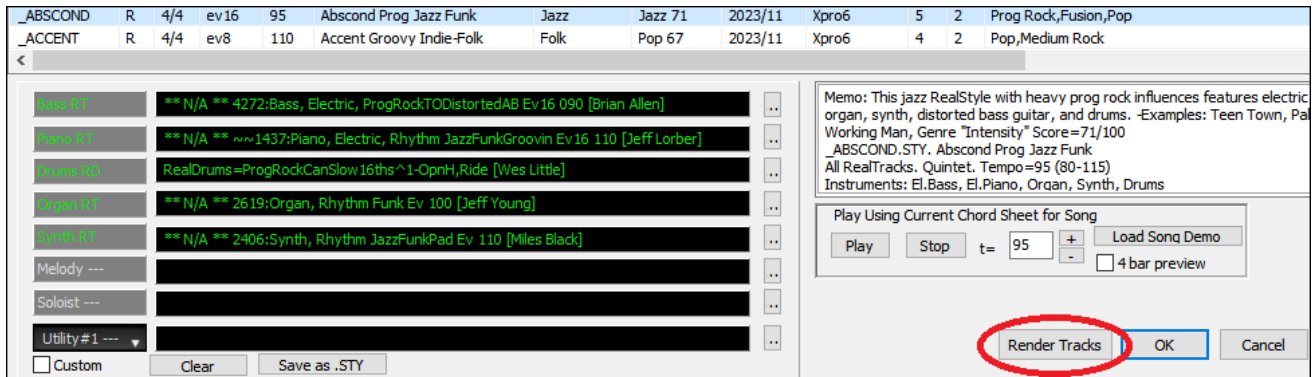 _ABSCOND R 4/4 ev16 95 Abscond Prog Jazz Funk Jazz Jazz 71 2023/11 Xpro6 5 2 Prog Rock,Fusion,Pop
_ACCENT R 4/4 ev8 110 Accent Groovy Indie-Folk Folk Pop 67 2023/11 Xpro6 4 2 Pop,Medium Rock
<
Bass RT ** N/A ** 4272:Bass, Electric, ProgRockTODistortedAB Ev16 090 [Brian Allen] ..
Piano RT ** N/A ** ~~1437:Piano, Electric, Rhythm JazzFunkGroovin Ev16 110 [Jeff Lorber] ..
Drums RD RealDrums=ProgRockCanSlow16ths^1-OpnH,Ride [Wes Little] ..
Organ RT ** N/A ** 2619:Organ, Rhythm Funk Ev 100 [Jeff Young] ..
Synth RT ** N/A ** 2406:Synth, Rhythm JazzFunkPad Ev 110 [Miles Black] ..
Melody --- ..
Soloist --- ..
Utility#1 --- ..
Custom Clear Save as .STY
Memo: This jazz RealStyle with heavy prog rock influences features electric
organ, synth, distorted bass guitar, and drums. -Examples: Teen Town, Pal
Working Man, Genre "Intensity" Score=71/100
_ABSCOND.STY. Abscond Prog Jazz Funk
All RealTracks. Quintet. Tempo=95 (80-115)
Instruments: El.Bass, El.Piano, Organ, Synth, Drums
Play Using Current Chord Sheet for Song
Play Stop t= 95 + - Load Song Demo
4 bar preview
Render Tracks OK Cancel